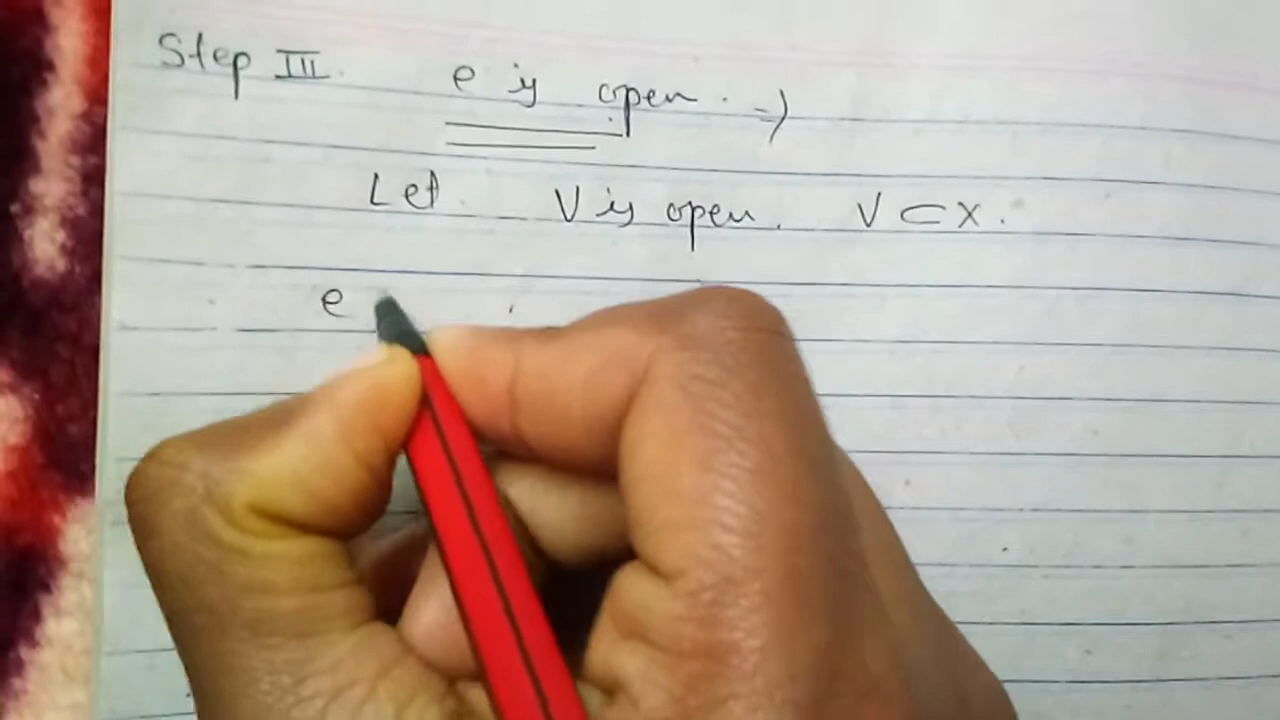 Step III. e is open. ⇒
Let V is open. V ⊂ X.
e